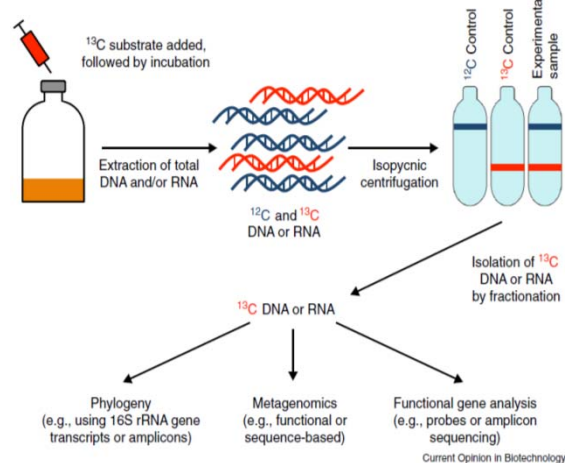 ¹³C substrate added,
followed by incubation
Extraction of total
DNA and/or RNA
¹²C and ¹³C
DNA or RNA
Isopycnic
centrifugation
¹²C Control
¹³C Control
Experimental
sample
Isolation of ¹³C
DNA or RNA
by fractionation
¹³C DNA or RNA
Phylogeny
(e.g., using 16S rRNA gene
transcripts or amplicons)
Metagenomics
(e.g., functional or
sequence-based)
Functional gene analysis
(e.g., probes or amplicon
sequencing)
Current Opinion in Biotechnology